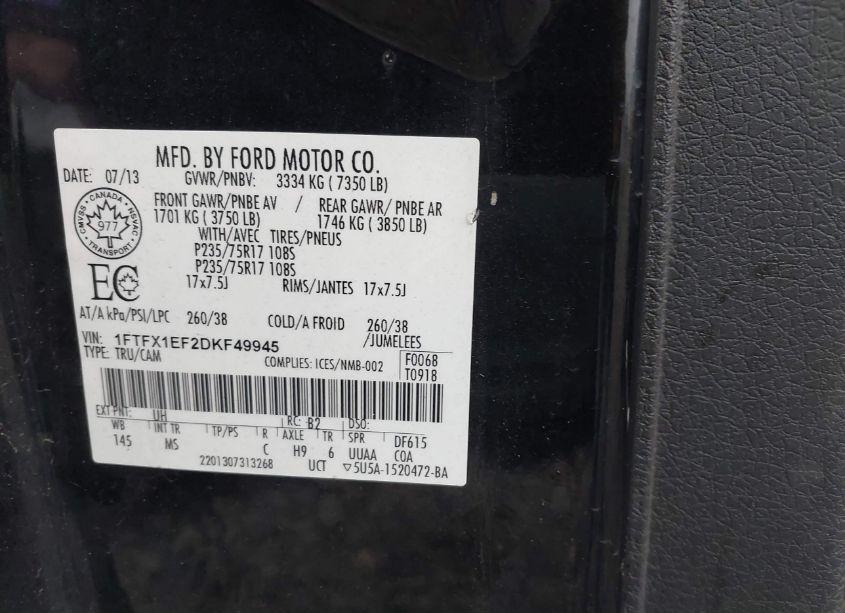 MFD. BY FORD MOTOR CO.
DATE: 07/13 GVWR/PNBV: 3334 KG ( 7350 LB)
FRONT GAWR/PNBE AV / REAR GAWR/ PNBE AR
1701 KG ( 3750 LB) 1746 KG ( 3850 LB)
WITH/AVEC TIRES/PNEUS
P235/75R17 108S
P235/75R17 108S
17x7.5J RIMS/JANTES 17x7.5J
CMVSS • CANADA • NSVAC • TRANSPORT •
977
EC
AT/A kPa/PSI/LPC 260/38 COLD/A FROID 260/38
/JUMELEES
VIN: 1FTFX1EF2DKF49945
TYPE: TRU/CAM COMPLIES: ICES/NMB-002
F0068
T0918
EXT PNT: UH RC: B2 DSO:
WB INT TR TP/PS R AXLE TR SPR DF615
145 MS C H9 6 UUAA COA
2201307313268 UCT ▽5U5A-1520472-BA